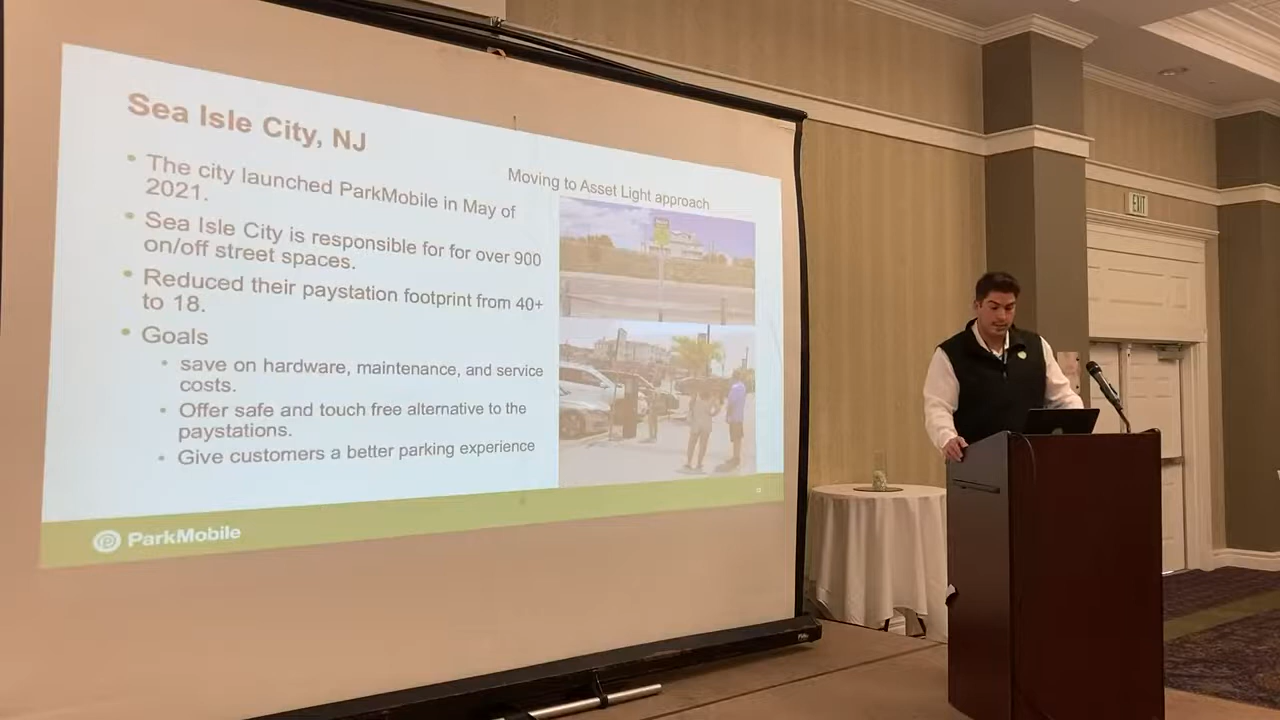 Sea Isle City, NJ
• The city launched ParkMobile in May of
2021.
• Sea Isle City is responsible for for over 900
on/off street spaces.
• Reduced their paystation footprint from 40+
to 18.
• Goals
• save on hardware, maintenance, and service
costs.
• Offer safe and touch free alternative to the
paystations.
• Give customers a better parking experience
Moving to Asset Light approach
ParkMobile
EXIT